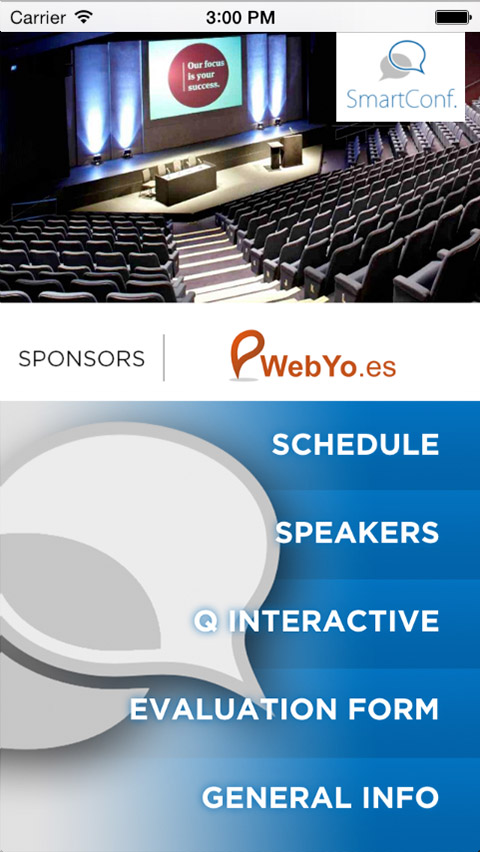 Carrier 3:00 PM
Our focus
is your
success.
SmartConf.
SPONSORS
WebYo.es
SCHEDULE
SPEAKERS
Q INTERACTIVE
EVALUATION FORM
GENERAL INFO